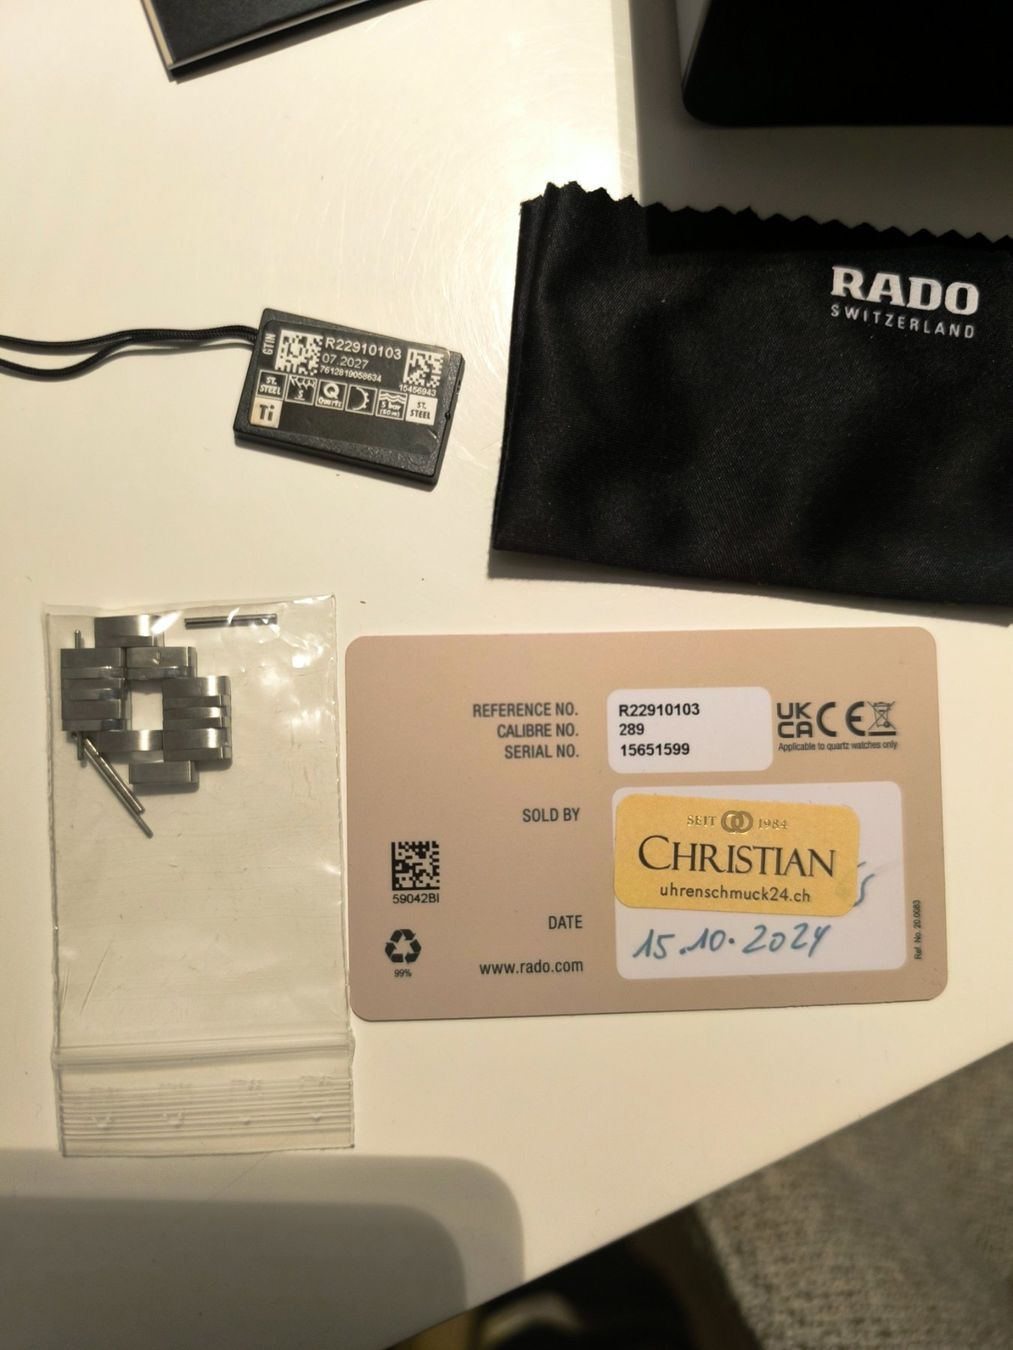 RADO
SWITZERLAND
GTIN
R22910103
07.2027
7612819058634
15456943
ST.
STEEL
S
Q
Quartz
5 bar
(50 m)
ST.
STEEL
Ti
REFERENCE NO.
R22910103
CALIBRE NO.
289
SERIAL NO.
15651599
UK
CA
CE
Applicable to quartz watches only
SOLD BY
SEIT 1984
CHRISTIAN
uhrenschmuck24.ch
59042BI
DATE
15.10.2024
99%
www.rado.com
Ref. No. 20.0083